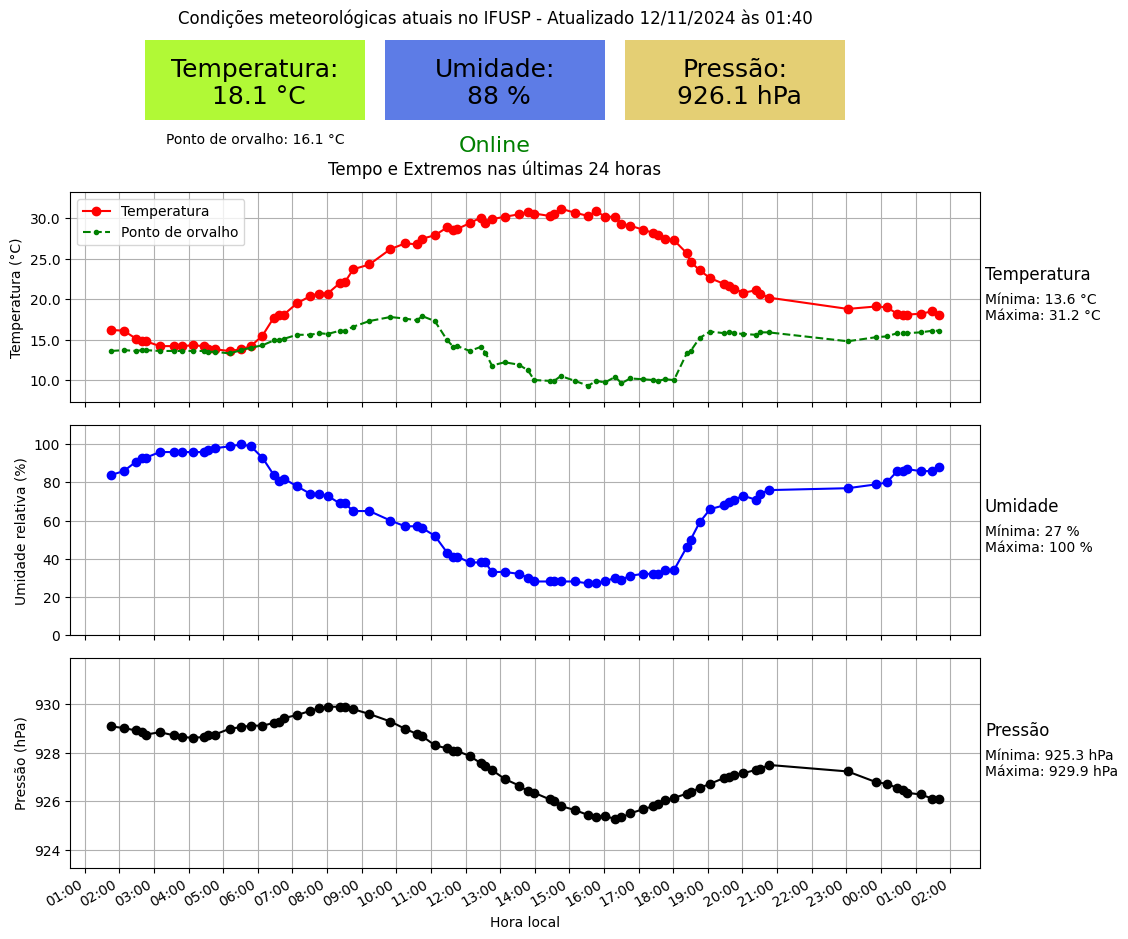 Condições meteorológicas atuais no IFUSP - Atualizado 12/11/2024 às 01:40
Temperatura:
18.1 °C
Umidade:
88 %
Pressão:
926.1 hPa
Ponto de orvalho: 16.1 °C
Online
Tempo e Extremos nas últimas 24 horas
Temperatura
Ponto de orvalho
Temperatura (°C)
30.0
25.0
20.0
15.0
10.0
Temperatura
Mínima: 13.6 °C
Máxima: 31.2 °C
Umidade relativa (%)
100
80
60
40
20
0
Umidade
Mínima: 27 %
Máxima: 100 %
Pressão (hPa)
930
928
926
924
Pressão
Mínima: 925.3 hPa
Máxima: 929.9 hPa
01:00 02:00 03:00 04:00 05:00 06:00 07:00 08:00 09:00 10:00 11:00 12:00 13:00 14:00 15:00 16:00 17:00 18:00 19:00 20:00 21:00 22:00 23:00 00:00 01:00 02:00
Hora local